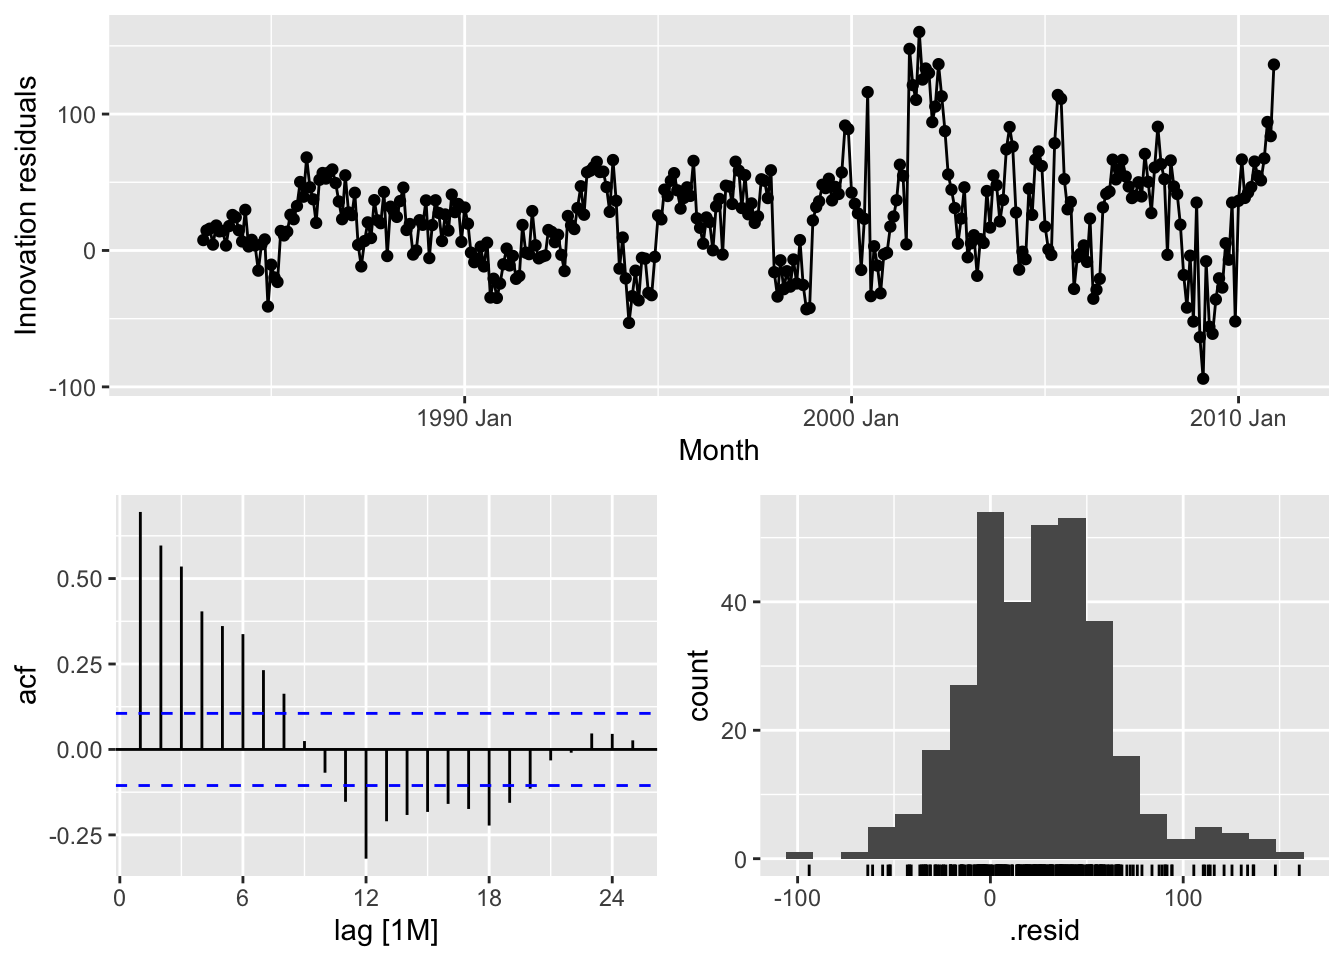 Innovation residuals
100
0
-100
1990 Jan
2000 Jan
2010 Jan
Month
acf
0.50
0.25
0.00
-0.25
0
6
12
18
24
lag [1M]
count
40
20
0
-100
0
100
.resid